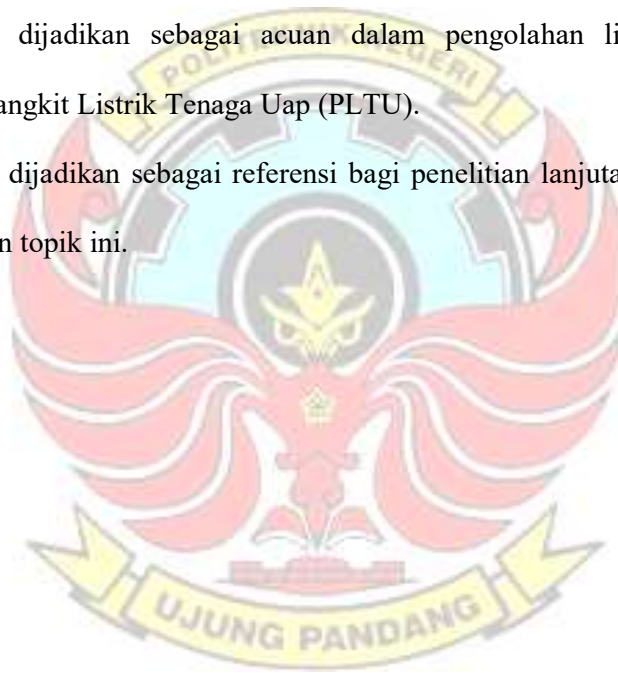 dijadikan sebagai acuan dalam pengolahan li
angkit Listrik Tenaga Uap (PLTU).
dijadikan sebagai referensi bagi penelitian lanjuta
n topik ini.
UJUNG PANDANG